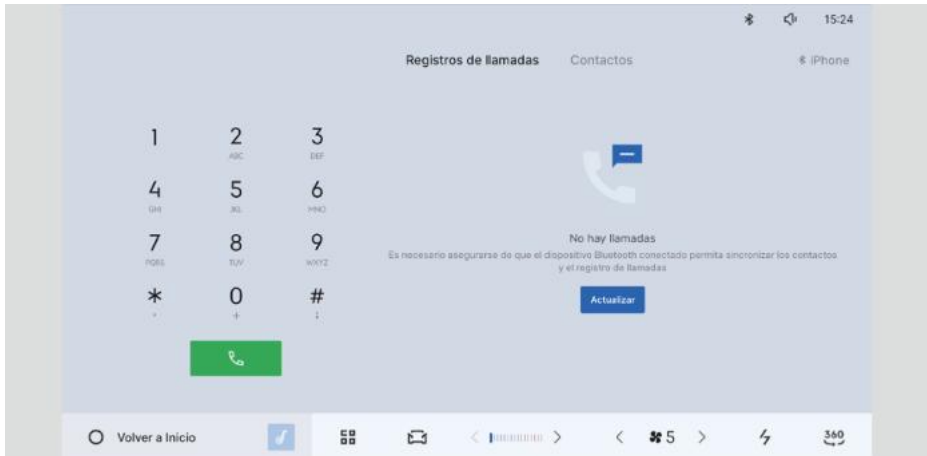 15:24
Registros de llamadas Contactos iPhone
1 2 3
ABC DEF
4 5 6
GHI JKL MNO
7 8 9
PQRS TUV WXYZ
* 0 #
+
No hay llamadas
Es necesario asegurarse de que el dispositivo Bluetooth conectado permita sincronizar los contactos
y el registro de llamadas
Actualizar
Volver a Inicio 5 360